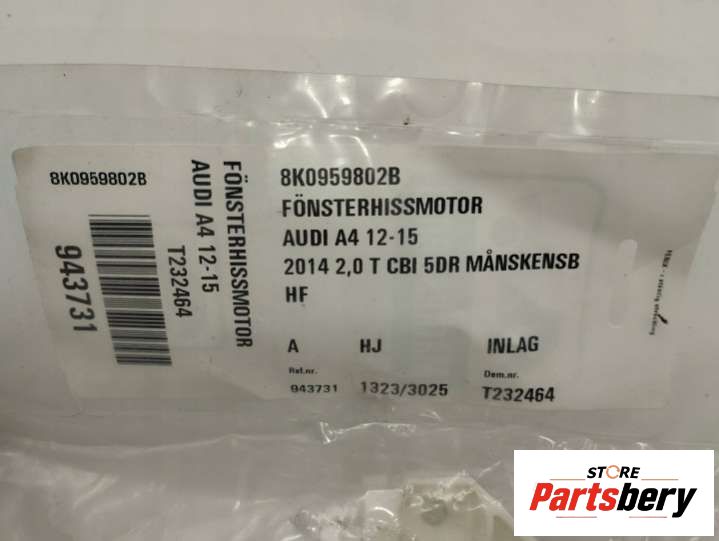 8K0959802B
943731
T232464
AUDI A4 12-15
FÖNSTERHISSMOTOR
8K0959802B
FÖNSTERHISSMOTOR
AUDI A4 12-15
2014 2,0 T CBI 5DR MÅNSKENSB
HF
A HJ INLAG
Ref.nr. Dem.nr.
943731 1323/3025 T232464
FENIX -
STORE
Partsbery